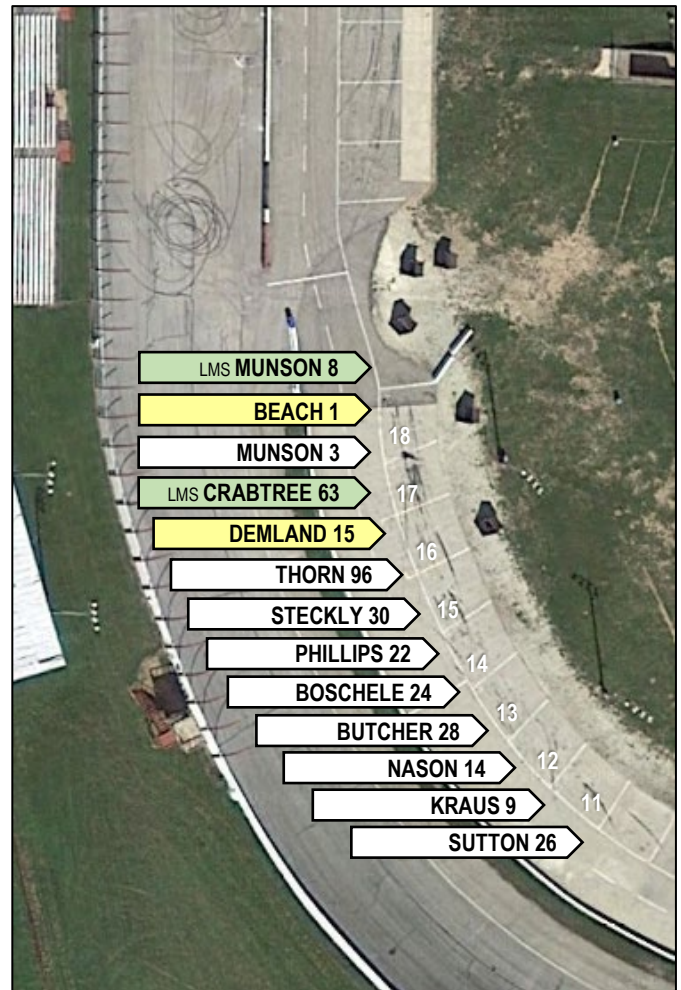 LMS MUNSON 8
BEACH 1
MUNSON 3
18
LMS CRABTREE 63
17
DEMLAND 15
16
THORN 96
15
STECKLY 30
PHILLIPS 22
14
BOSCHELE 24
13
BUTCHER 28
12
NASON 14
11
KRAUS 9
SUTTON 26